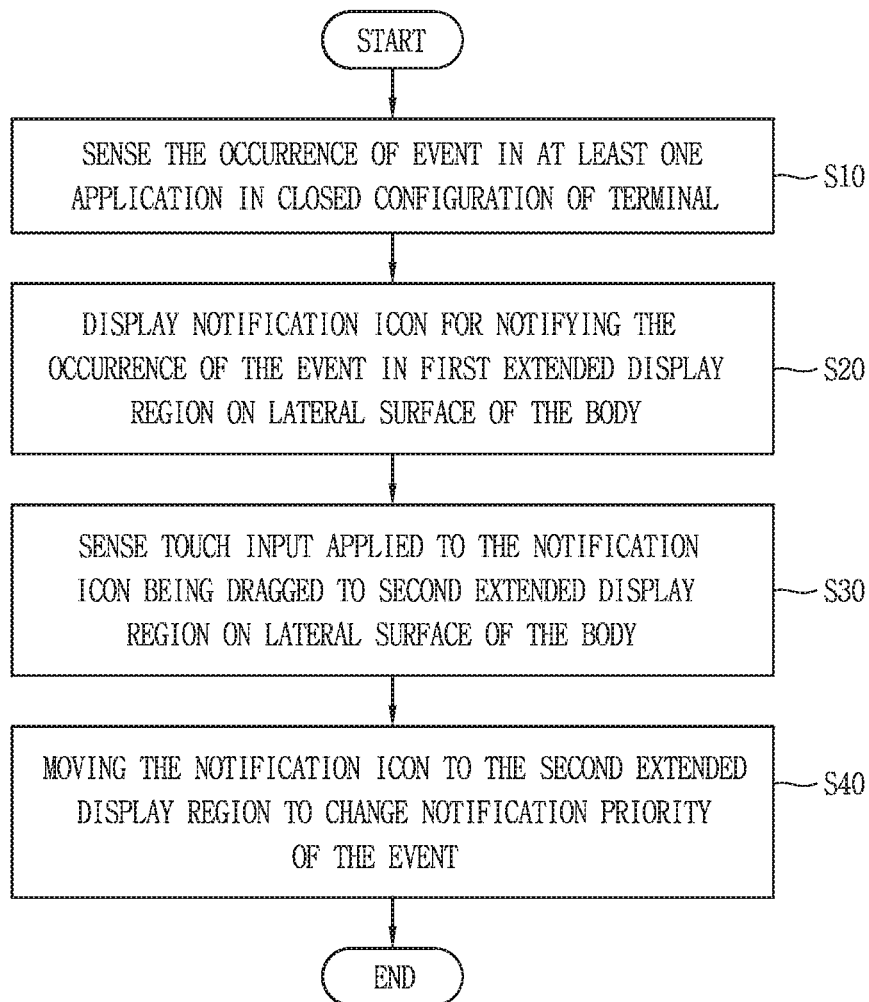 START
SENSE THE OCCURRENCE OF EVENT IN AT LEAST ONE
APPLICATION IN CLOSED CONFIGURATION OF TERMINAL
S10
DISPLAY NOTIFICATION ICON FOR NOTIFYING THE
OCCURRENCE OF THE EVENT IN FIRST EXTENDED DISPLAY
REGION ON LATERAL SURFACE OF THE BODY
S20
SENSE TOUCH INPUT APPLIED TO THE NOTIFICATION
ICON BEING DRAGGED TO SECOND EXTENDED DISPLAY
REGION ON LATERAL SURFACE OF THE BODY
S30
MOVING THE NOTIFICATION ICON TO THE SECOND EXTENDED
DISPLAY REGION TO CHANGE NOTIFICATION PRIORITY
OF THE EVENT
S40
END